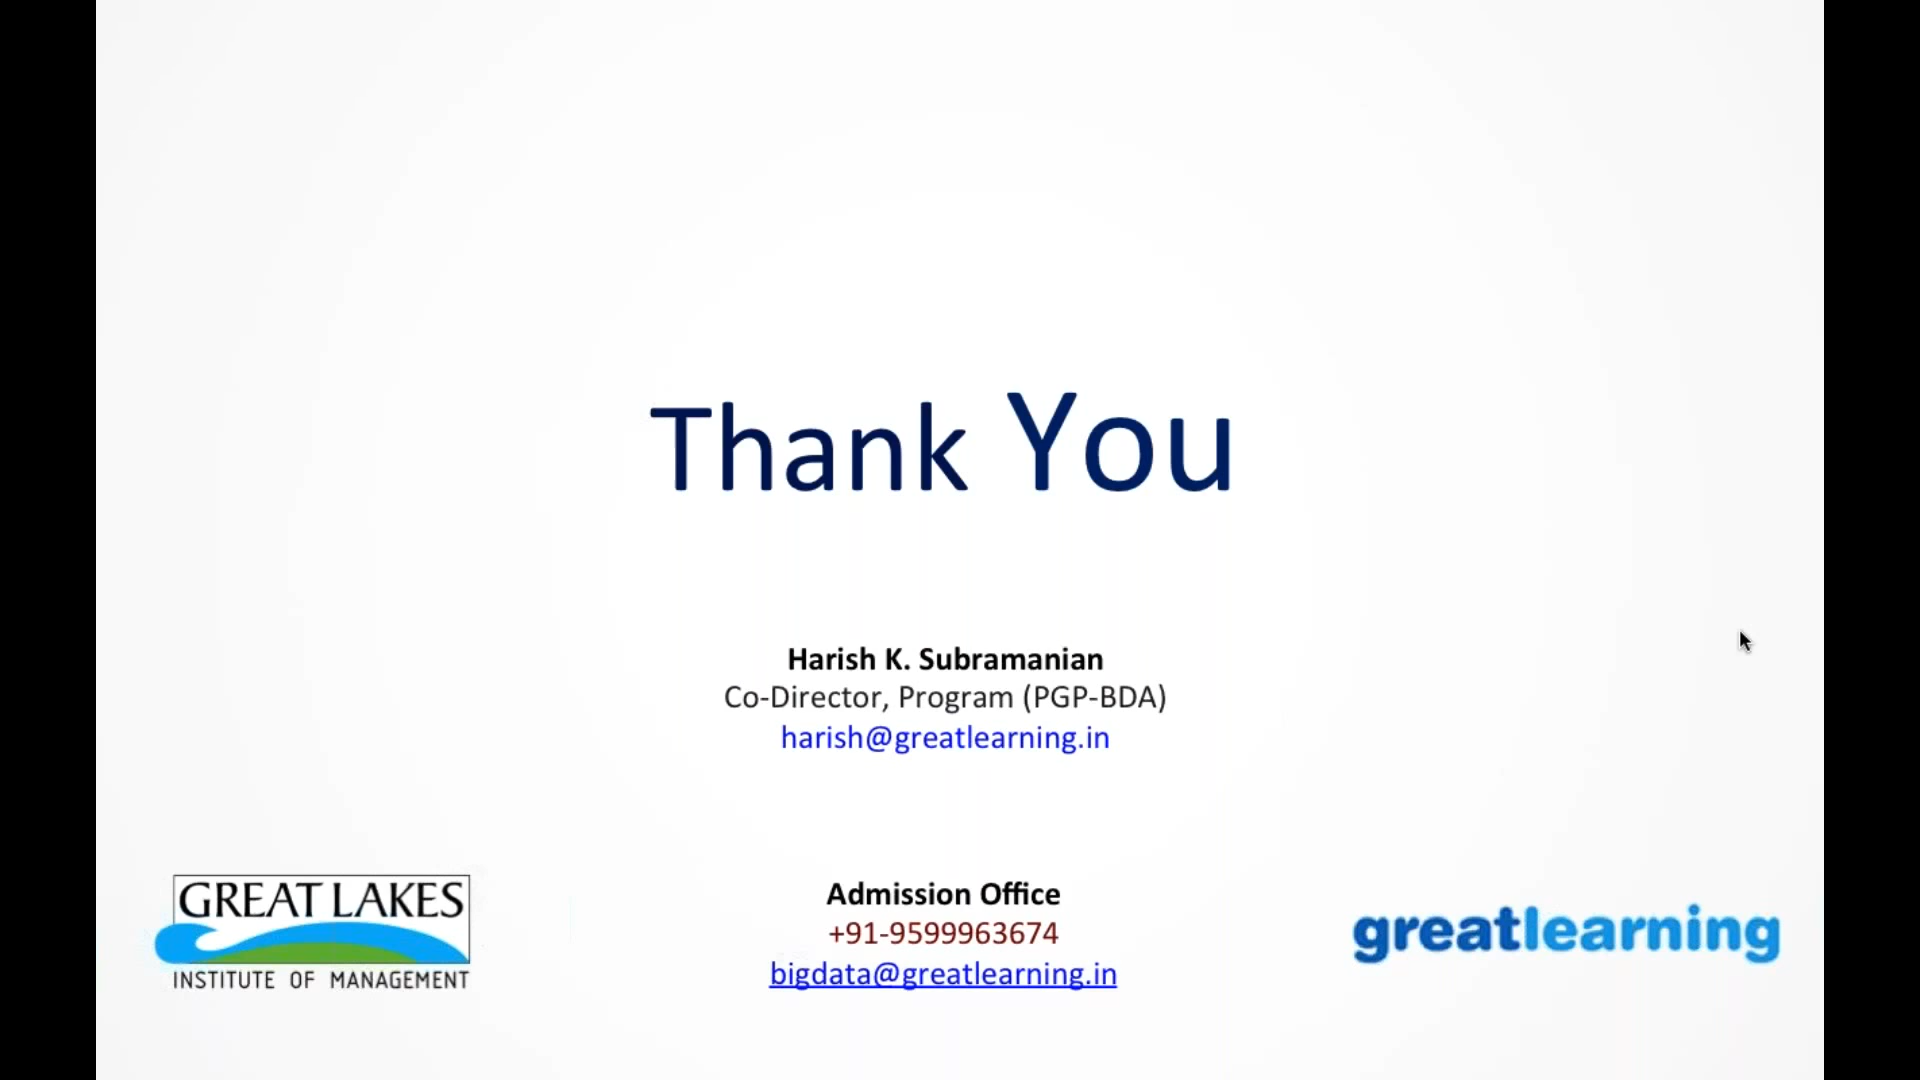 Thank You
Harish K. Subramanian
Co-Director, Program (PGP-BDA)
harish@greatlearning.in
GREAT LAKES
INSTITUTE OF MANAGEMENT
Admission Office
+91-9599963674
bigdata@greatlearning.in
greatlearning